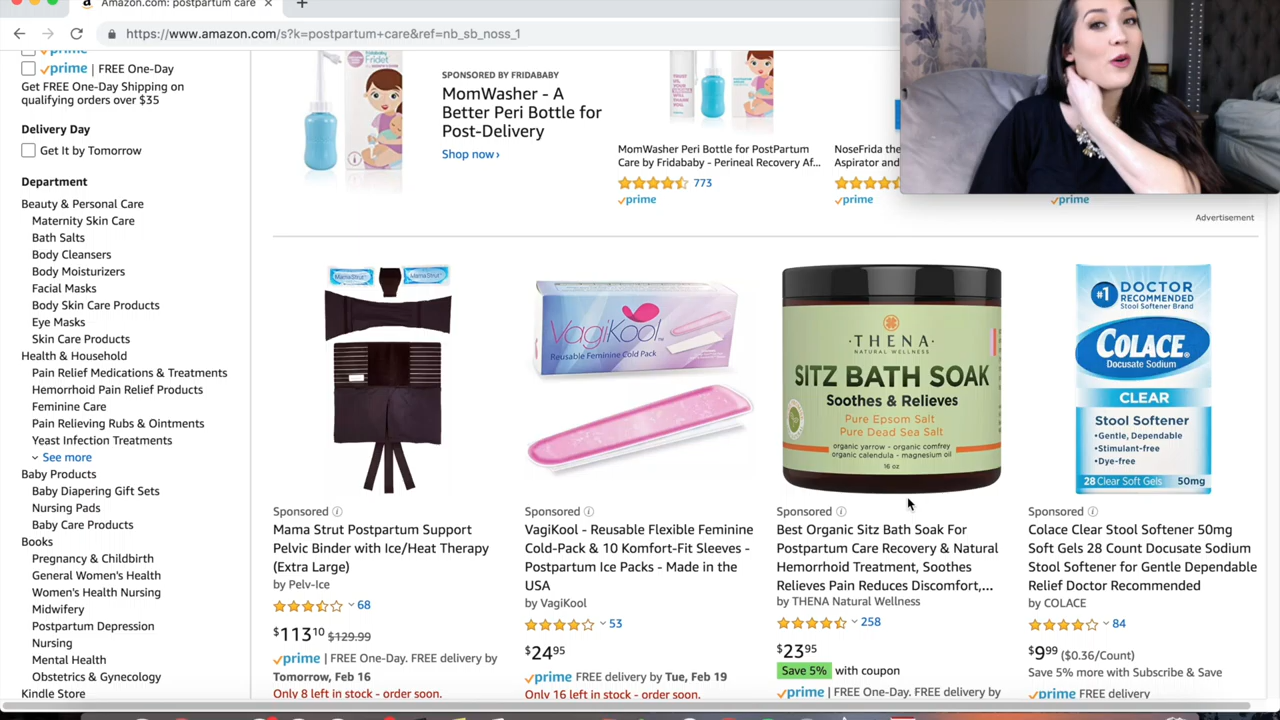 Amazon.com: postpartum care
https://www.amazon.com/s?k=postpartum+care&ref=nb_sb_noss_1
prime
prime | FREE One-Day
Get FREE One-Day Shipping on
qualifying orders over $35
Delivery Day
Get It by Tomorrow
Department
Beauty & Personal Care
Maternity Skin Care
Bath Salts
Body Cleansers
Body Moisturizers
Facial Masks
Body Skin Care Products
Eye Masks
Skin Care Products
Health & Household
Pain Relief Medications & Treatments
Hemorrhoid Pain Relief Products
Feminine Care
Pain Relieving Rubs & Ointments
Yeast Infection Treatments
See more
Baby Products
Baby Diapering Gift Sets
Nursing Pads
Baby Care Products
Books
Pregnancy & Childbirth
General Women's Health
Women's Health Nursing
Midwifery
Postpartum Depression
Nursing
Mental Health
Obstetrics & Gynecology
Kindle Store
Fridet
SPONSORED BY FRIDABABY
MomWasher - A
Better Peri Bottle for
Post-Delivery
Shop now ›
MomWasher Peri Bottle for PostPartum
Care by Fridababy - Perineal Recovery Af...
773
prime
NoseFrida the
Aspirator and
prime
prime
Advertisement
MamaStrut
MamaStrut
Sponsored
Mama Strut Postpartum Support
Pelvic Binder with Ice/Heat Therapy
(Extra Large)
by Pelv-Ice
68
$113 10 $129.99
prime | FREE One-Day. FREE delivery by
Tomorrow, Feb 16
Only 8 left in stock - order soon.
VagiKool
Reusable Feminine Cold Pack
Sponsored
VagiKool - Reusable Flexible Feminine
Cold-Pack & 10 Komfort-Fit Sleeves -
Postpartum Ice Packs - Made in the
USA
by VagiKool
53
$24 95
prime | FREE delivery by Tue, Feb 19
Only 16 left in stock - order soon.
·THENA·
NATURAL WELLNESS
SITZ BATH SOAK
Soothes & Relieves
Pure Epsom Salt
Pure Dead Sea Salt
organic yarrow - organic comfrey
organic calendula - magnesium oil
16 oz
Sponsored
Best Organic Sitz Bath Soak For
Postpartum Care Recovery & Natural
Hemorrhoid Treatment, Soothes
Relieves Pain Reduces Discomfort,...
by THENA Natural Wellness
258
$23 95
Save 5% with coupon
prime | FREE One-Day. FREE delivery by
#1 DOCTOR
RECOMMENDED
Stool Softener Brand
COLACE®
Docusate Sodium
CLEAR
Stool Softener
•Gentle, Dependable
•Stimulant-free
•Dye-free
28 Clear Soft Gels 50mg
Sponsored
Colace Clear Stool Softener 50mg
Soft Gels 28 Count Docusate Sodium
Stool Softener for Gentle Dependable
Relief Doctor Recommended
by COLACE
84
$9 99 ($0.36/Count)
Save 5% more with Subscribe & Save
prime | FREE delivery